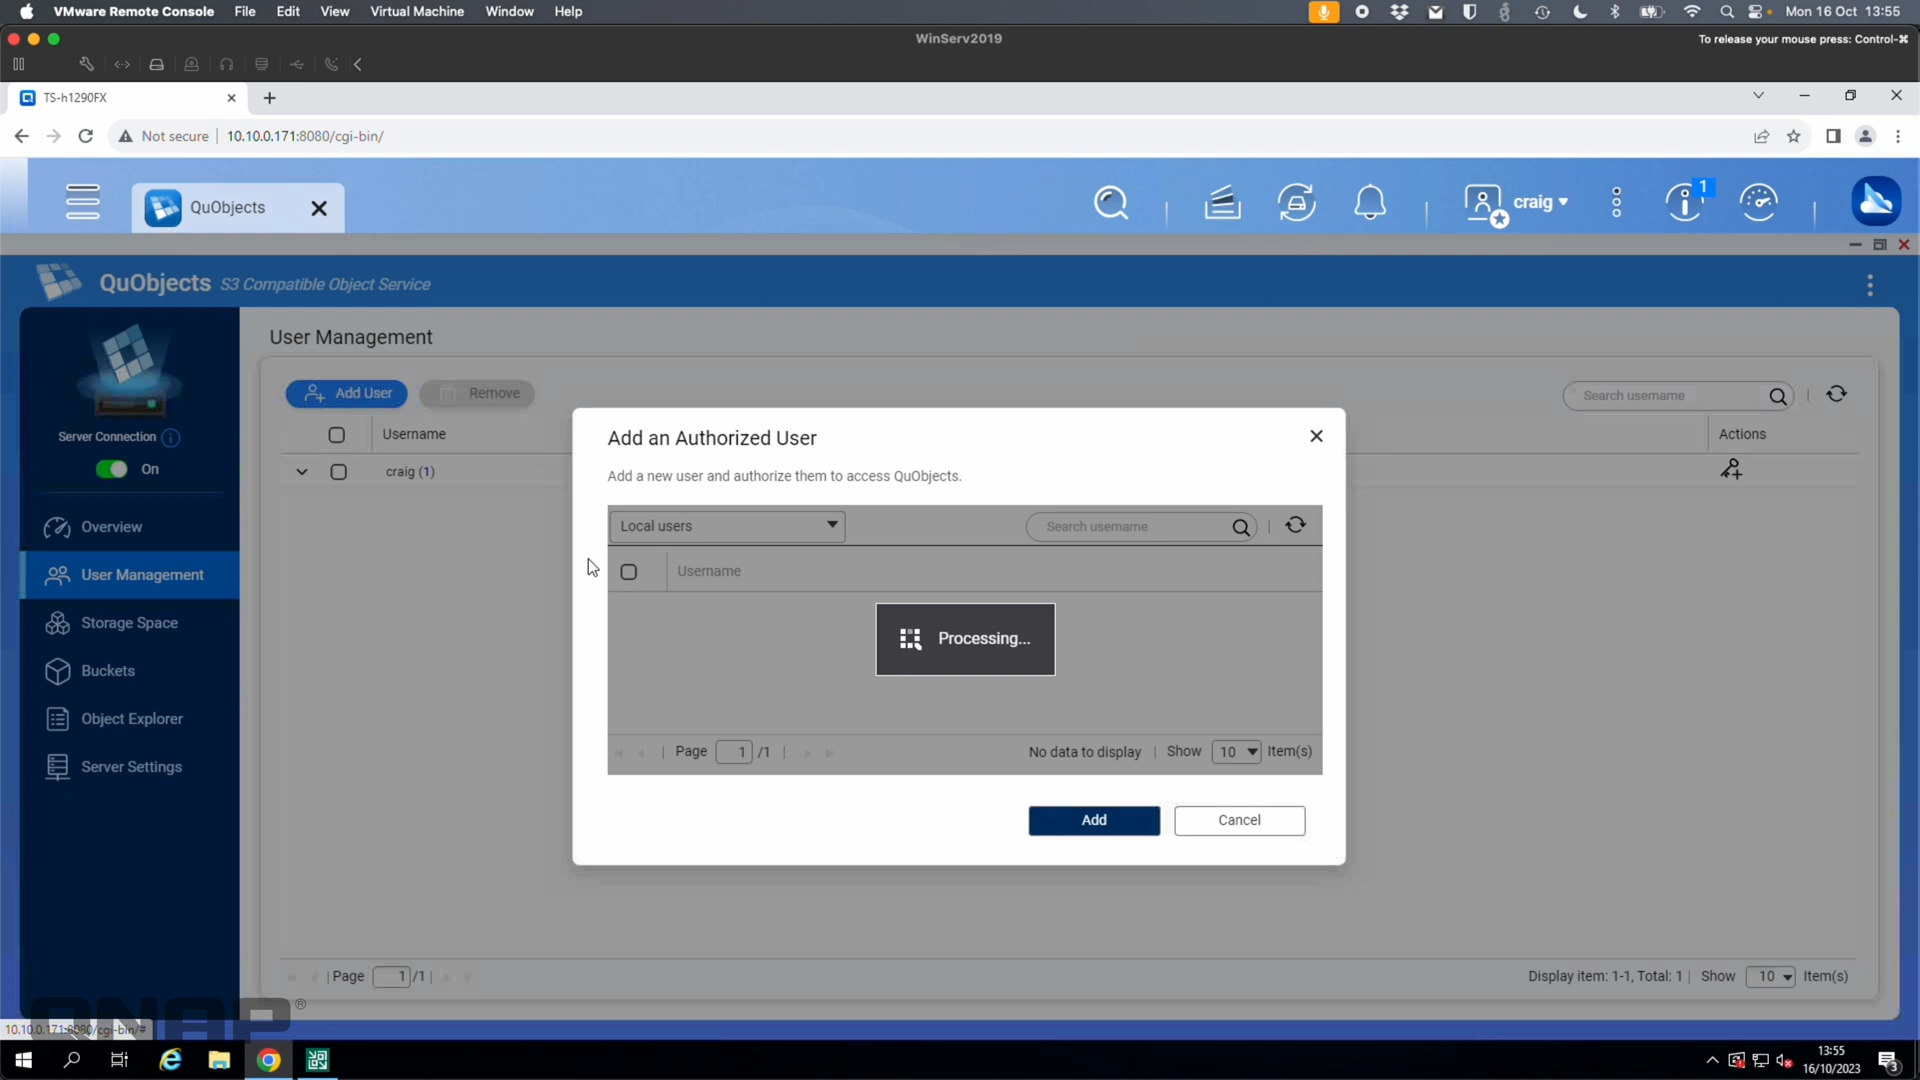 VMware Remote Console File Edit View Virtual Machine Window Help Mon 16 Oct 13:55
WinServ2019
To release your mouse press: Control-⌘
TS-h1290FX
Not secure 10.10.0.171:8080/cgi-bin/
QuObjects
craig
1
QuObjects S3 Compatible Object Service
User Management
Server Connection
On
Overview
User Management
Storage Space
Buckets
Object Explorer
Server Settings
Add User Remove
Search username
Username
Actions
craig (1)
Add an Authorized User
Add a new user and authorize them to access QuObjects.
Local users
Search username
Username
Processing...
Page 1 /1
No data to display Show 10 Item(s)
Add Cancel
Page 1 /1
Display item: 1-1, Total: 1 Show 10 Item(s)
QNAP®
10.10.0.171:8080/cgi-bin/#
13:55
16/10/2023
3